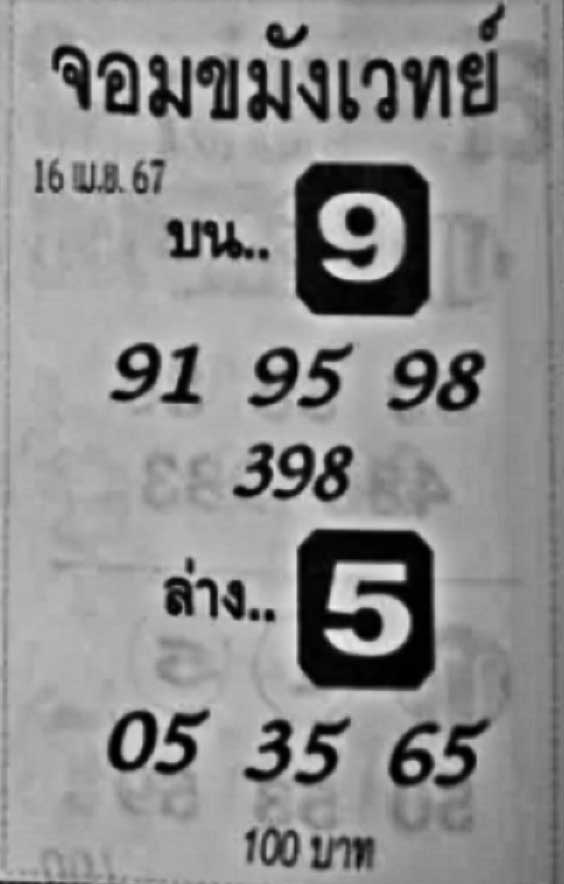 จอมขมังเวทย์
16 เม.ย. 67
บน.. 9
91 95 98
398
ล่าง.. 5
05 35 65
100 บาท